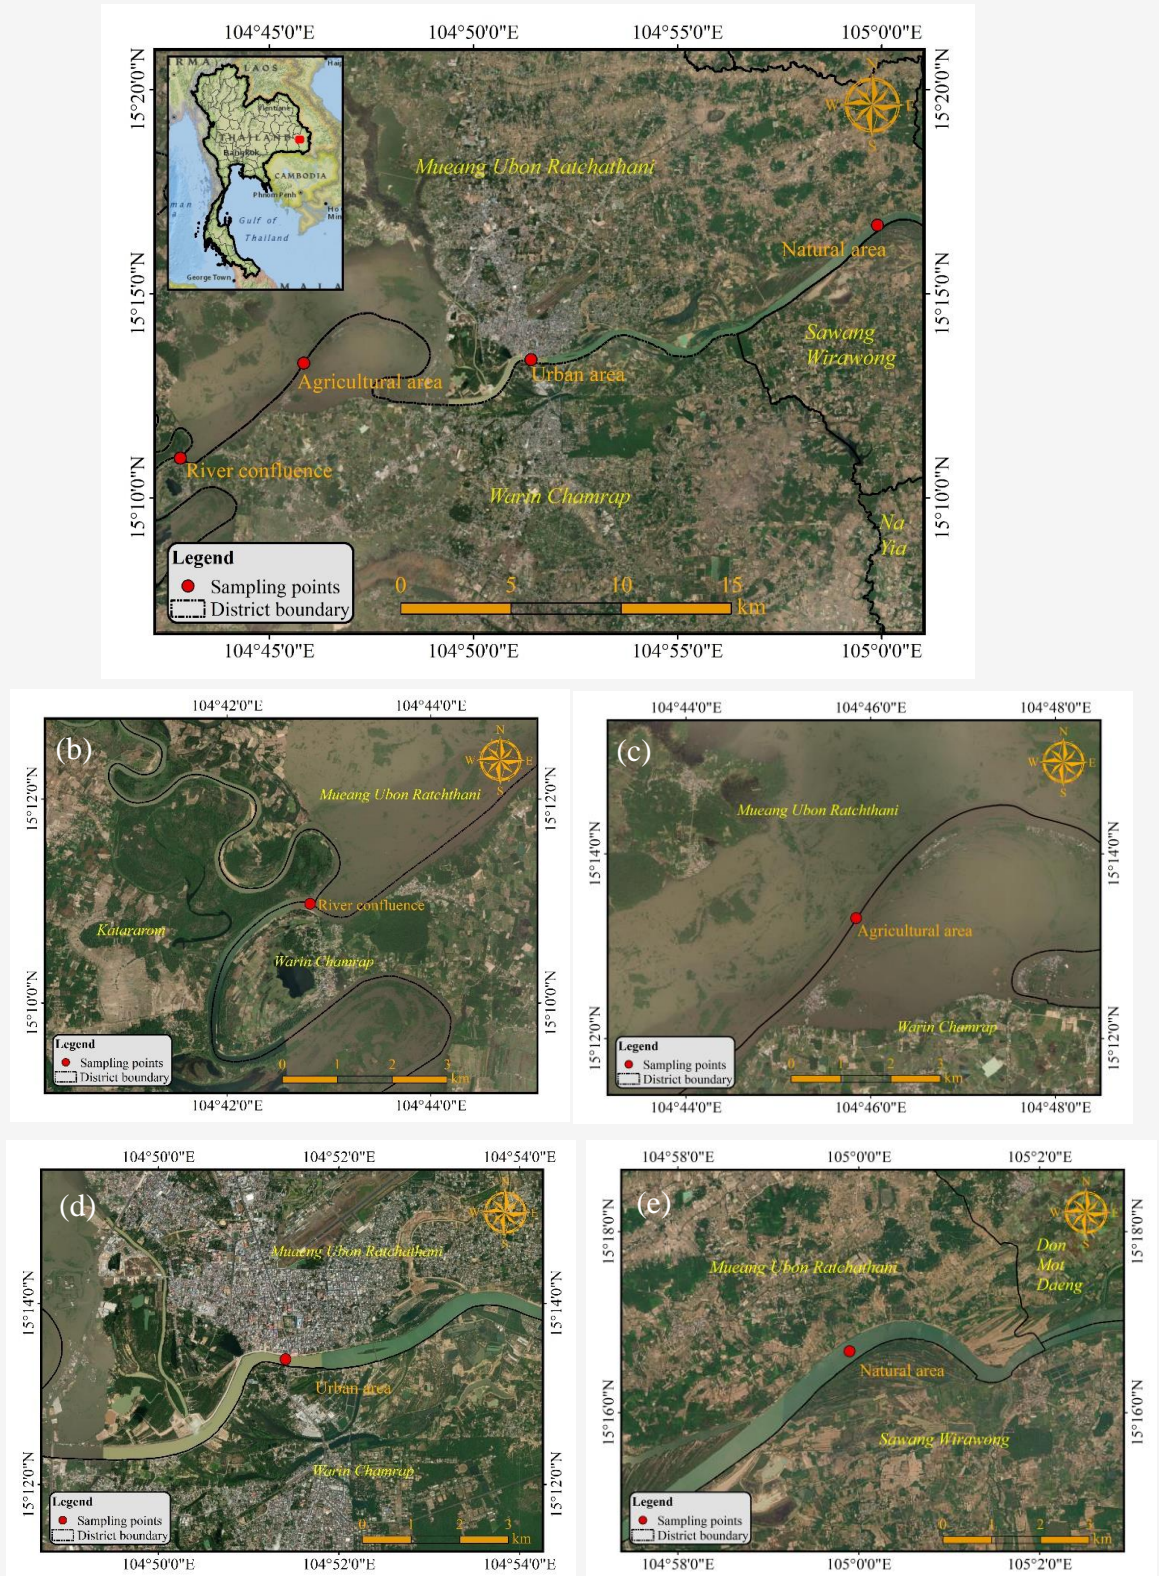 104°45'0"E 104°50'0"E 104°55'0"E 105°0'0"E
15°20'0"N 15°20'0"N
LAOS
Vientiane
THAILAND
Bangkok
CAMBODIA
Phnom Penh
Gulf of
Thailand
George Town
N
W E
S
Mueang Ubon Ratchathani
Natural area
15°15'0"N 15°15'0"N
Sawang
Wirawong
Urban area
Agricultural area
River confluence
15°10'0"N 15°10'0"N
Warin Chamrap
Na
Yia
Legend
Sampling points
District boundary
0 5 10 15
km
104°45'0"E 104°50'0"E 104°55'0"E 105°0'0"E
104°42'0"E 104°44'0"E
(b)
N
W E
S
15°12'0"N 15°12'0"N
Mueang Ubon Ratchthani
River confluence
Katararom
Warin Chamrap
15°10'0"N 15°10'0"N
Legend
Sampling points
District boundary
0 1 2 3
km
104°42'0"E 104°44'0"E
104°44'0"E 104°46'0"E 104°48'0"E
(c)
N
W E
S
Mueang Ubon Ratchthani
15°14'0"N 15°14'0"N
Agricultural area
Warin Chamrap
15°12'0"N 15°12'0"N
Legend
Sampling points
District boundary
0 1 2 3
km
104°44'0"E 104°46'0"E 104°48'0"E
104°50'0"E 104°52'0"E 104°54'0"E
(d)
N
W E
S
Muaeng Ubon Ratchathani
15°14'0"N 15°14'0"N
Urban area
Warin Chamrap
15°12'0"N 15°12'0"N
Legend
Sampling points
District boundary
0 1 2 3
km
104°50'0"E 104°52'0"E 104°54'0"E
104°58'0"E 105°0'0"E 105°2'0"E
(e)
N
W E
S
15°18'0"N 15°18'0"N
Don
Mot
Daeng
Mueang Ubon Ratchathani
Natural area
15°16'0"N 15°16'0"N
Sawang Wirawong
Legend
Sampling points
District boundary
0 1 2 3
km
104°58'0"E 105°0'0"E 105°2'0"E